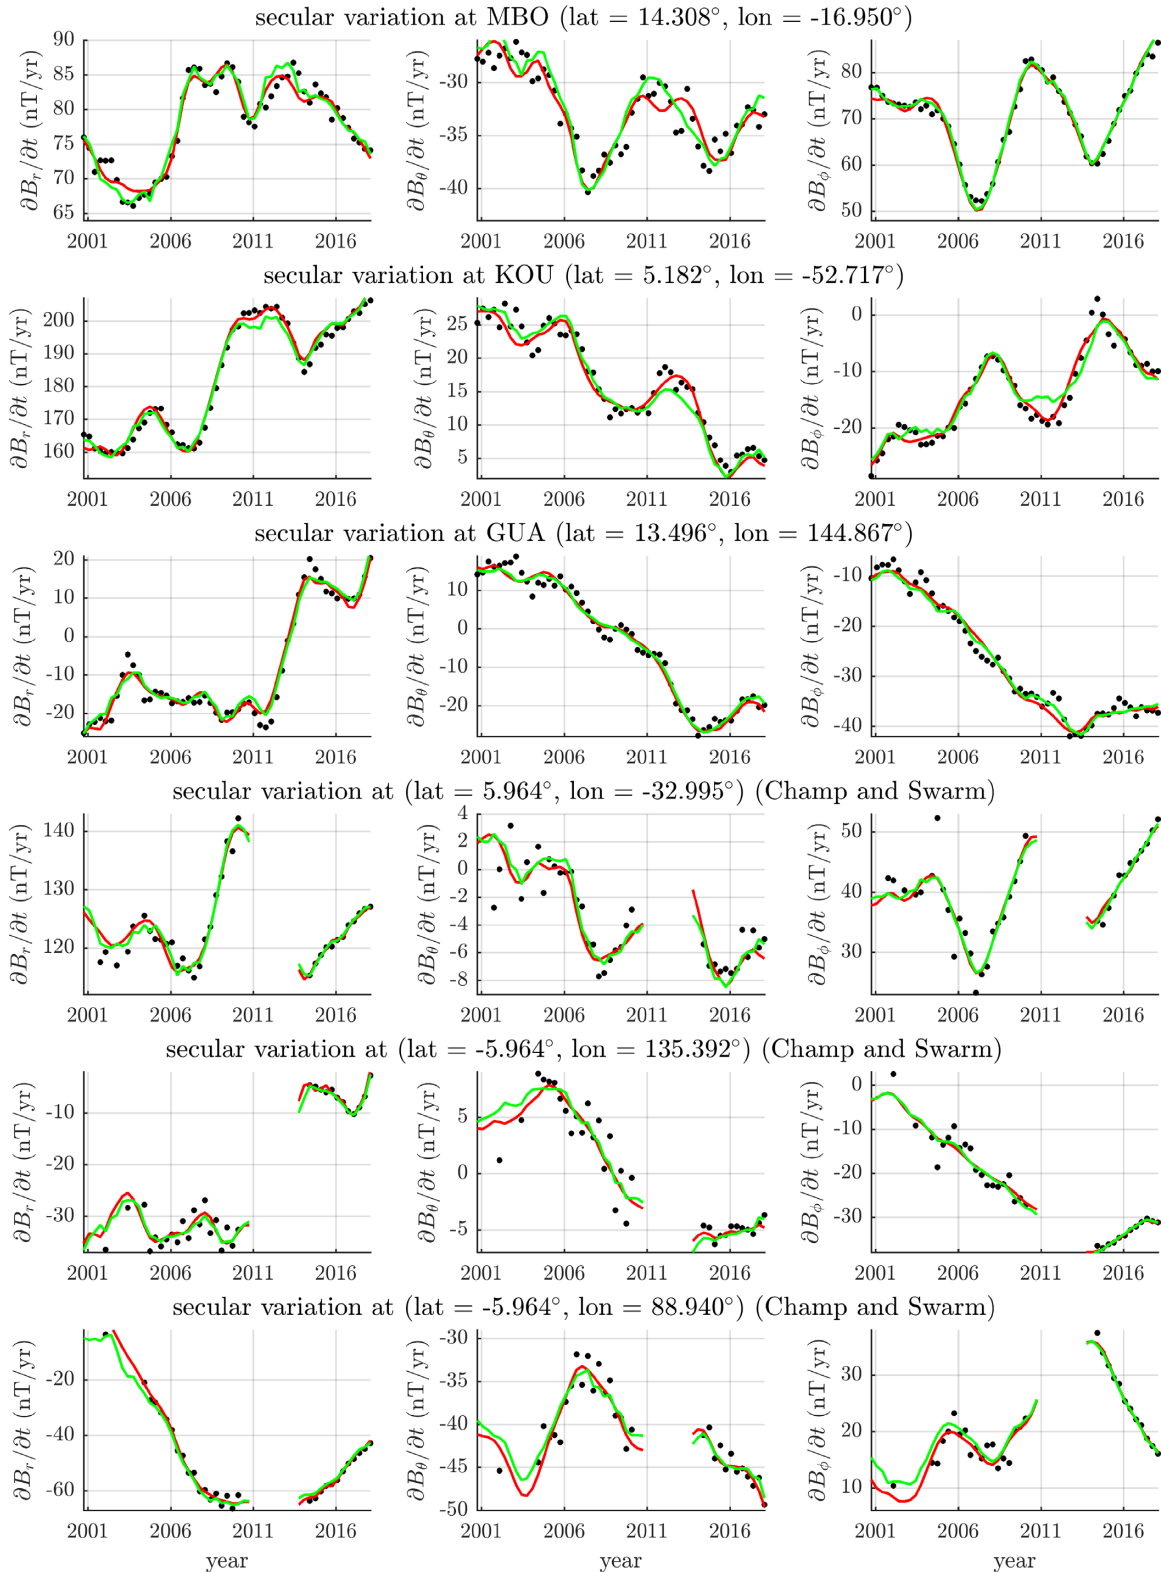 secular variation at MBO (lat = 14.308°, lon = -16.950°)
∂B_r/∂t (nT/yr)
90
85
80
75
70
65
2001 2006 2011 2016
∂B_θ/∂t (nT/yr)
-30
-35
-40
2001 2006 2011 2016
∂B_ϕ/∂t (nT/yr)
80
70
60
50
2001 2006 2011 2016
secular variation at KOU (lat = 5.182°, lon = -52.717°)
∂B_r/∂t (nT/yr)
200
190
180
170
160
2001 2006 2011 2016
∂B_θ/∂t (nT/yr)
25
20
15
10
5
2001 2006 2011 2016
∂B_ϕ/∂t (nT/yr)
0
-10
-20
2001 2006 2011 2016
secular variation at GUA (lat = 13.496°, lon = 144.867°)
∂B_r/∂t (nT/yr)
20
10
0
-10
-20
2001 2006 2011 2016
∂B_θ/∂t (nT/yr)
10
0
-10
-20
2001 2006 2011 2016
∂B_ϕ/∂t (nT/yr)
-10
-20
-30
-40
2001 2006 2011 2016
secular variation at (lat = 5.964°, lon = -32.995°) (Champ and Swarm)
∂B_r/∂t (nT/yr)
140
130
120
2001 2006 2011 2016
∂B_θ/∂t (nT/yr)
4
2
0
-2
-4
-6
-8
2001 2006 2011 2016
∂B_ϕ/∂t (nT/yr)
50
40
30
2001 2006 2011 2016
secular variation at (lat = -5.964°, lon = 135.392°) (Champ and Swarm)
∂B_r/∂t (nT/yr)
-10
-20
-30
2001 2006 2011 2016
∂B_θ/∂t (nT/yr)
5
0
-5
2001 2006 2011 2016
∂B_ϕ/∂t (nT/yr)
0
-10
-20
-30
2001 2006 2011 2016
secular variation at (lat = -5.964°, lon = 88.940°) (Champ and Swarm)
∂B_r/∂t (nT/yr)
-20
-40
-60
2001 2006 2011 2016
year
∂B_θ/∂t (nT/yr)
-30
-35
-40
-45
-50
2001 2006 2011 2016
year
∂B_ϕ/∂t (nT/yr)
30
20
10
2001 2006 2011 2016
year